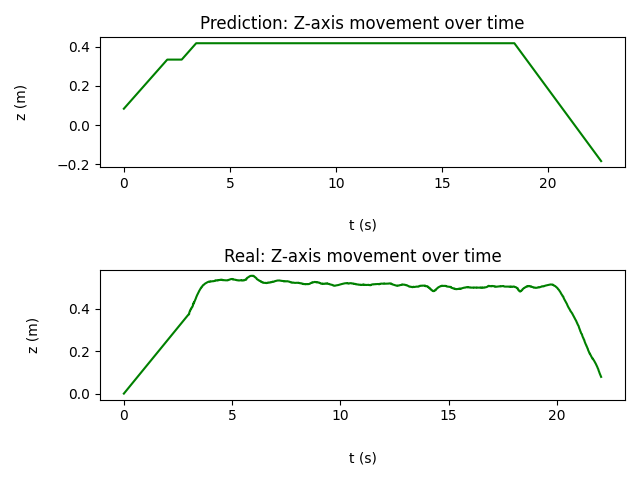 Prediction: Z-axis movement over time
0.4
0.2
0.0
−0.2
z (m)
0 5 10 15 20
t (s)
Real: Z-axis movement over time
0.4
0.2
0.0
z (m)
0 5 10 15 20
t (s)